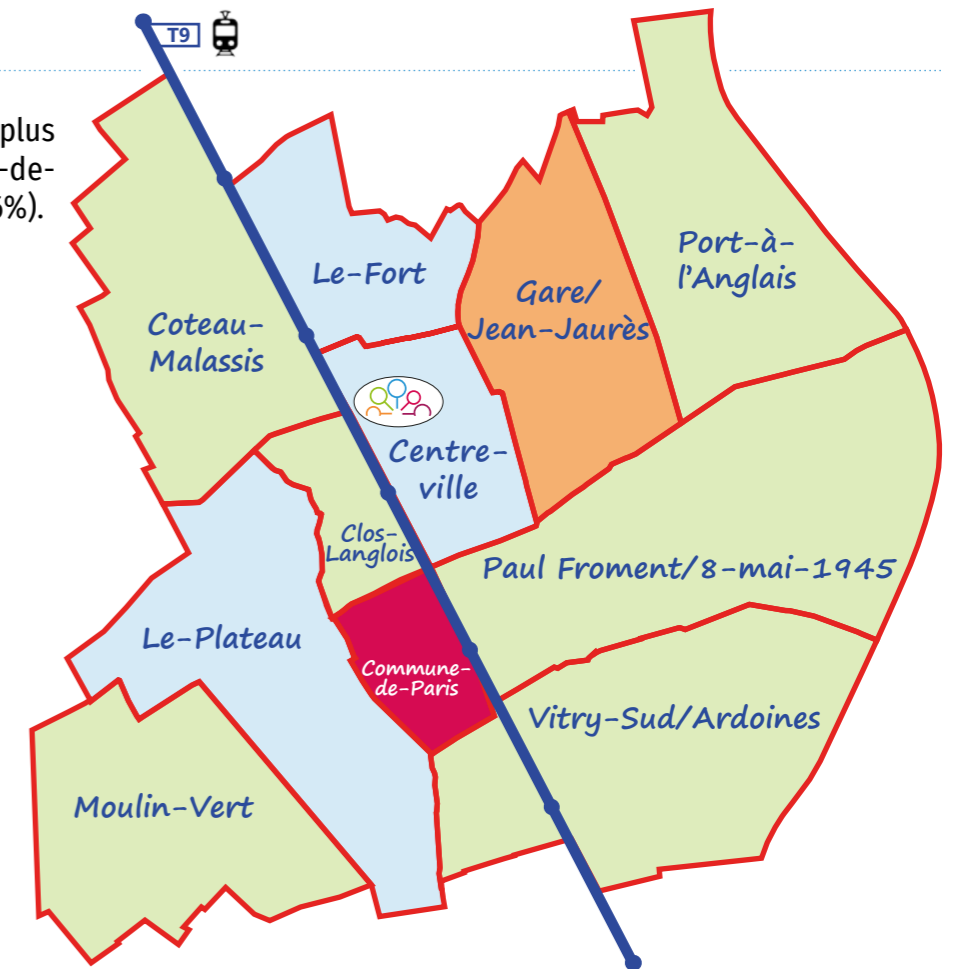 T9
plus
-de-
%).
Port-à-
l'Anglais
Le-Fort
Gare/
Jean-Jaurès
Coteau-
Malassis
Centre-
ville
Clos-
Langlois
Paul Froment/8-mai-1945
Le-Plateau
Commune-
de-Paris
Vitry-Sud/Ardoines
Moulin-Vert